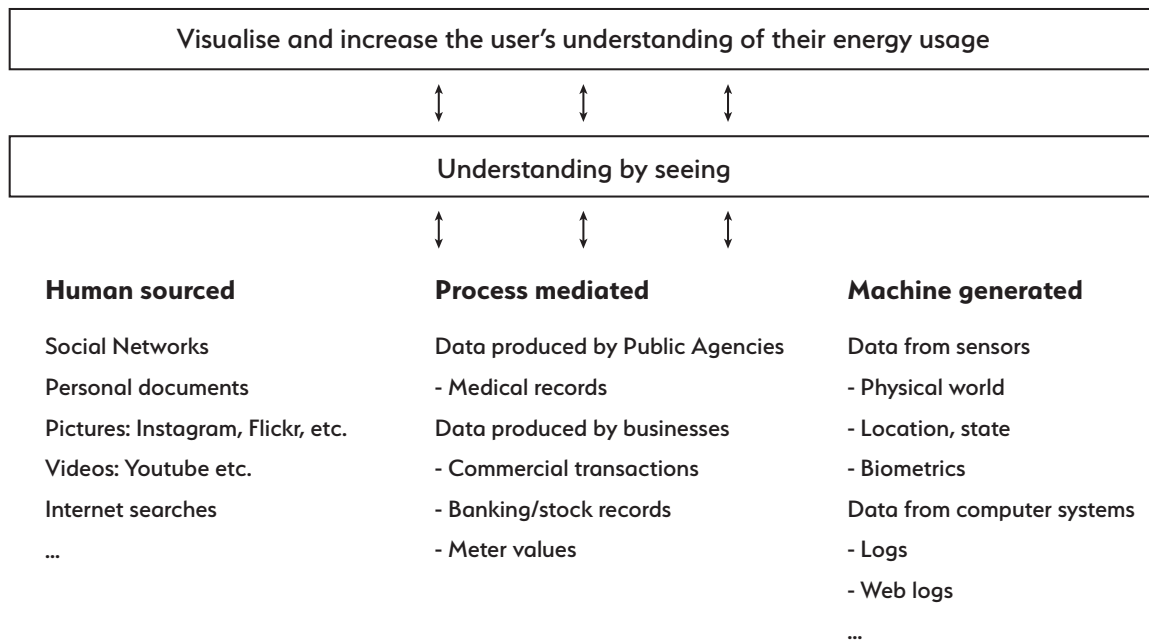 Visualise and increase the user's understanding of their energy usage
Understanding by seeing
Human sourced
Social Networks
Personal documents
Pictures: Instagram, Flickr, etc.
Videos: Youtube etc.
Internet searches
...
Process mediated
Data produced by Public Agencies
- Medical records
Data produced by businesses
- Commercial transactions
- Banking/stock records
- Meter values
Machine generated
Data from sensors
- Physical world
- Location, state
- Biometrics
Data from computer systems
- Logs
- Web logs
...